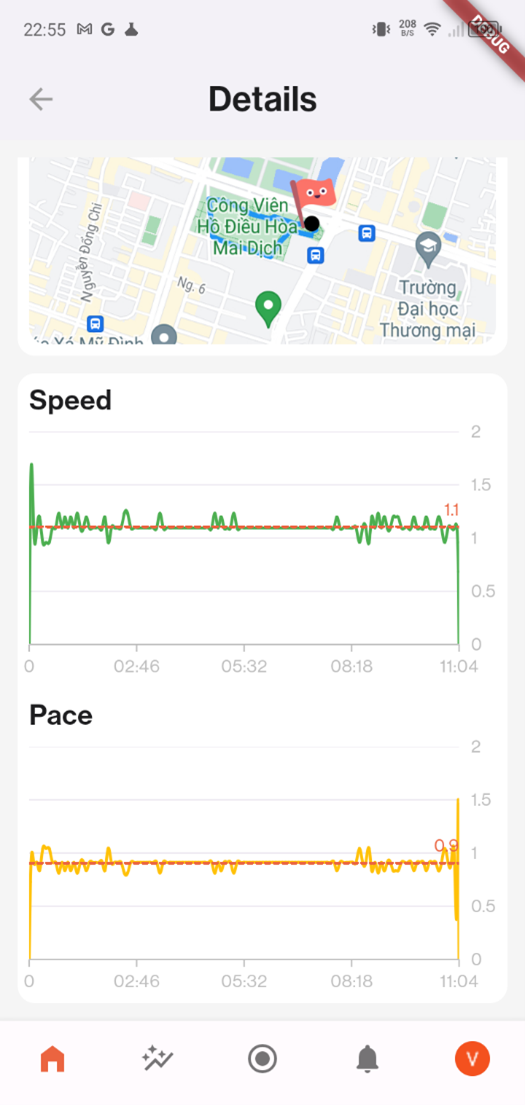 22:55
208
B/S
DEBUG
Details
Công Viên
Hồ Điều Hòa
Mai Dịch
Nguyễn Đổng Chi
Ng. 6
Trường
Đại học
Thương mại
Xá Mỹ Đình
Speed
2
1.5
1.1
1
0.5
0
0
02:46
05:32
08:18
11:04
Pace
2
1.5
0.9
1
0.5
0
0
02:46
05:32
08:18
11:04
V